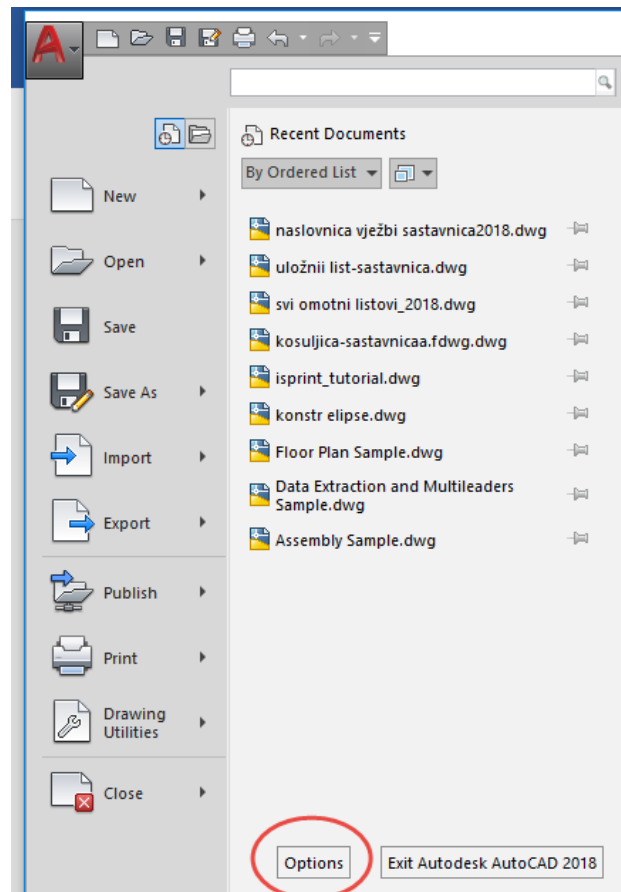 Recent Documents
By Ordered List
New
Open
Save
Save As
Import
Export
Publish
Print
Drawing
Utilities
Close
naslovnica vježbi sastavnica2018.dwg
uložnii list-sastavnica.dwg
svi omotni listovi_2018.dwg
kosuljica-sastavnicaa.fdwg.dwg
isprint_tutorial.dwg
konstr elipse.dwg
Floor Plan Sample.dwg
Data Extraction and Multileaders
Sample.dwg
Assembly Sample.dwg
Options
Exit Autodesk AutoCAD 2018